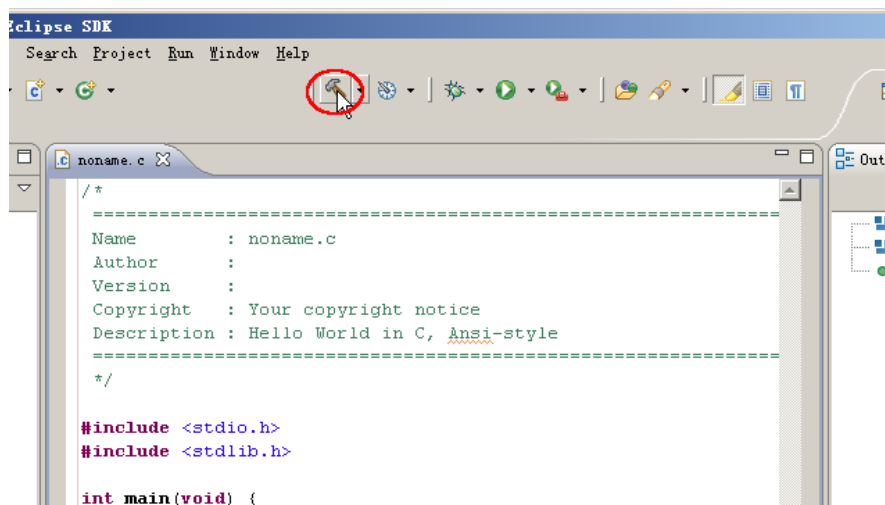 Eclipse SDK
Search Project Run Window Help
noname.c
Out
/*
============================================================
Name : noname.c
Author :
Version :
Copyright : Your copyright notice
Description : Hello World in C, Ansi-style
============================================================
*/
#include <stdio.h>
#include <stdlib.h>
int main(void) {